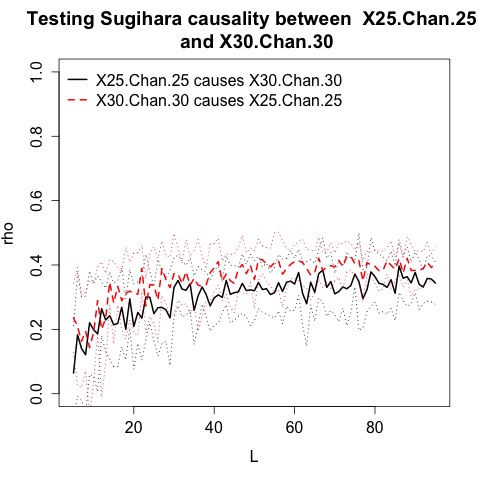 Testing Sugihara causality between  X25.Chan.25
and X30.Chan.30
X25.Chan.25 causes X30.Chan.30
X30.Chan.30 causes X25.Chan.25
1.0
0.8
0.6
0.4
0.2
0.0
rho
20 40 60 80
L